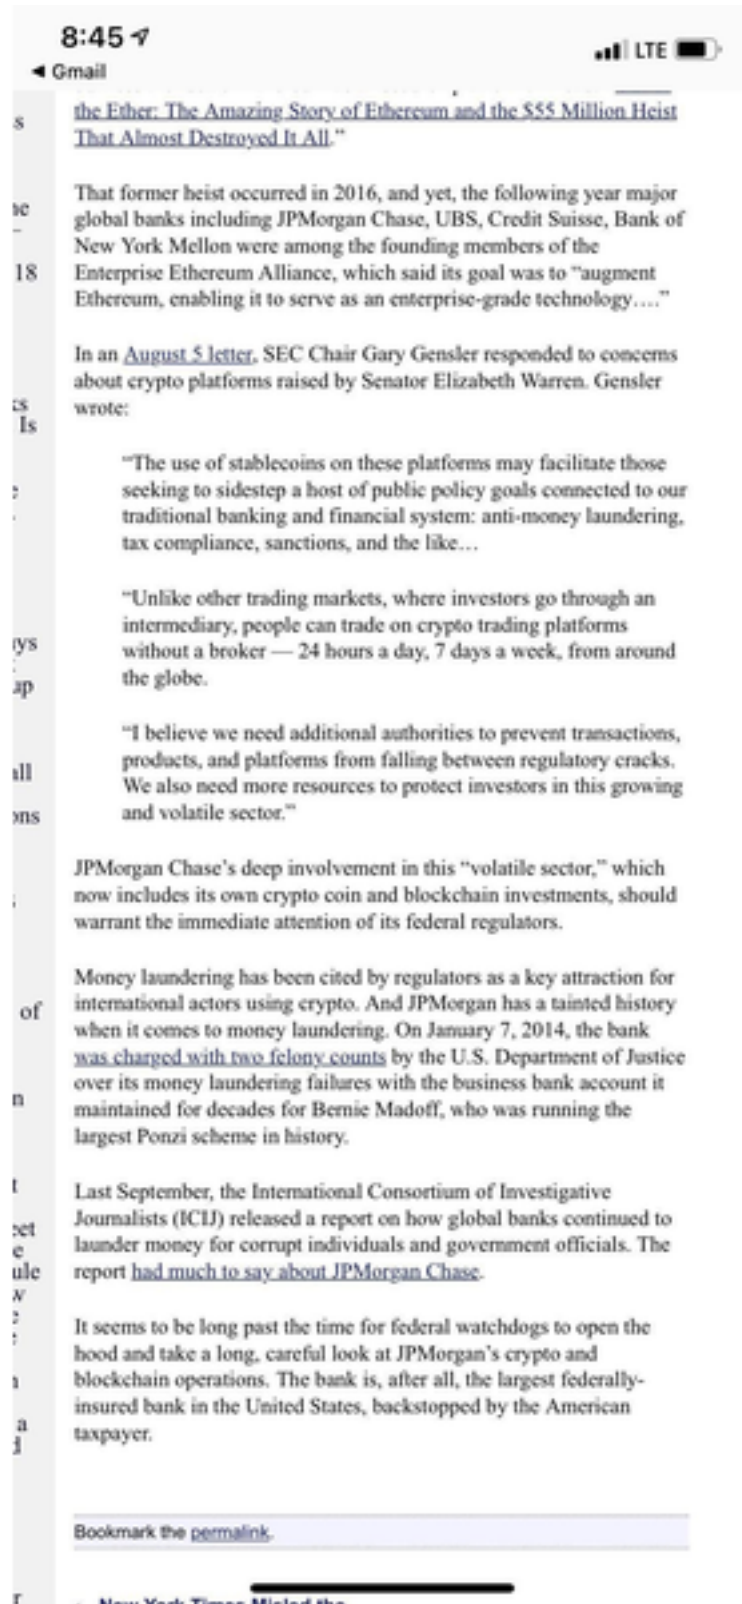 8:45
LTE
◀ Gmail
the Ether: The Amazing Story of Ethereum and the $55 Million Heist
That Almost Destroyed It All."
That former heist occurred in 2016, and yet, the following year major
global banks including JPMorgan Chase, UBS, Credit Suisse, Bank of
New York Mellon were among the founding members of the
Enterprise Ethereum Alliance, which said its goal was to “augment
Ethereum, enabling it to serve as an enterprise-grade technology….”
In an August 5 letter, SEC Chair Gary Gensler responded to concerns
about crypto platforms raised by Senator Elizabeth Warren. Gensler
wrote:
“The use of stablecoins on these platforms may facilitate those
seeking to sidestep a host of public policy goals connected to our
traditional banking and financial system: anti-money laundering,
tax compliance, sanctions, and the like…
“Unlike other trading markets, where investors go through an
intermediary, people can trade on crypto trading platforms
without a broker — 24 hours a day, 7 days a week, from around
the globe.
“I believe we need additional authorities to prevent transactions,
products, and platforms from falling between regulatory cracks.
We also need more resources to protect investors in this growing
and volatile sector.”
JPMorgan Chase’s deep involvement in this “volatile sector,” which
now includes its own crypto coin and blockchain investments, should
warrant the immediate attention of its federal regulators.
Money laundering has been cited by regulators as a key attraction for
international actors using crypto. And JPMorgan has a tainted history
when it comes to money laundering. On January 7, 2014, the bank
was charged with two felony counts by the U.S. Department of Justice
over its money laundering failures with the business bank account it
maintained for decades for Bernie Madoff, who was running the
largest Ponzi scheme in history.
Last September, the International Consortium of Investigative
Journalists (ICIJ) released a report on how global banks continued to
launder money for corrupt individuals and government officials. The
report had much to say about JPMorgan Chase.
It seems to be long past the time for federal watchdogs to open the
hood and take a long, careful look at JPMorgan’s crypto and
blockchain operations. The bank is, after all, the largest federally-
insured bank in the United States, backstopped by the American
taxpayer.
Bookmark the permalink.
New York Times Misled the
18
Is
up
of
a